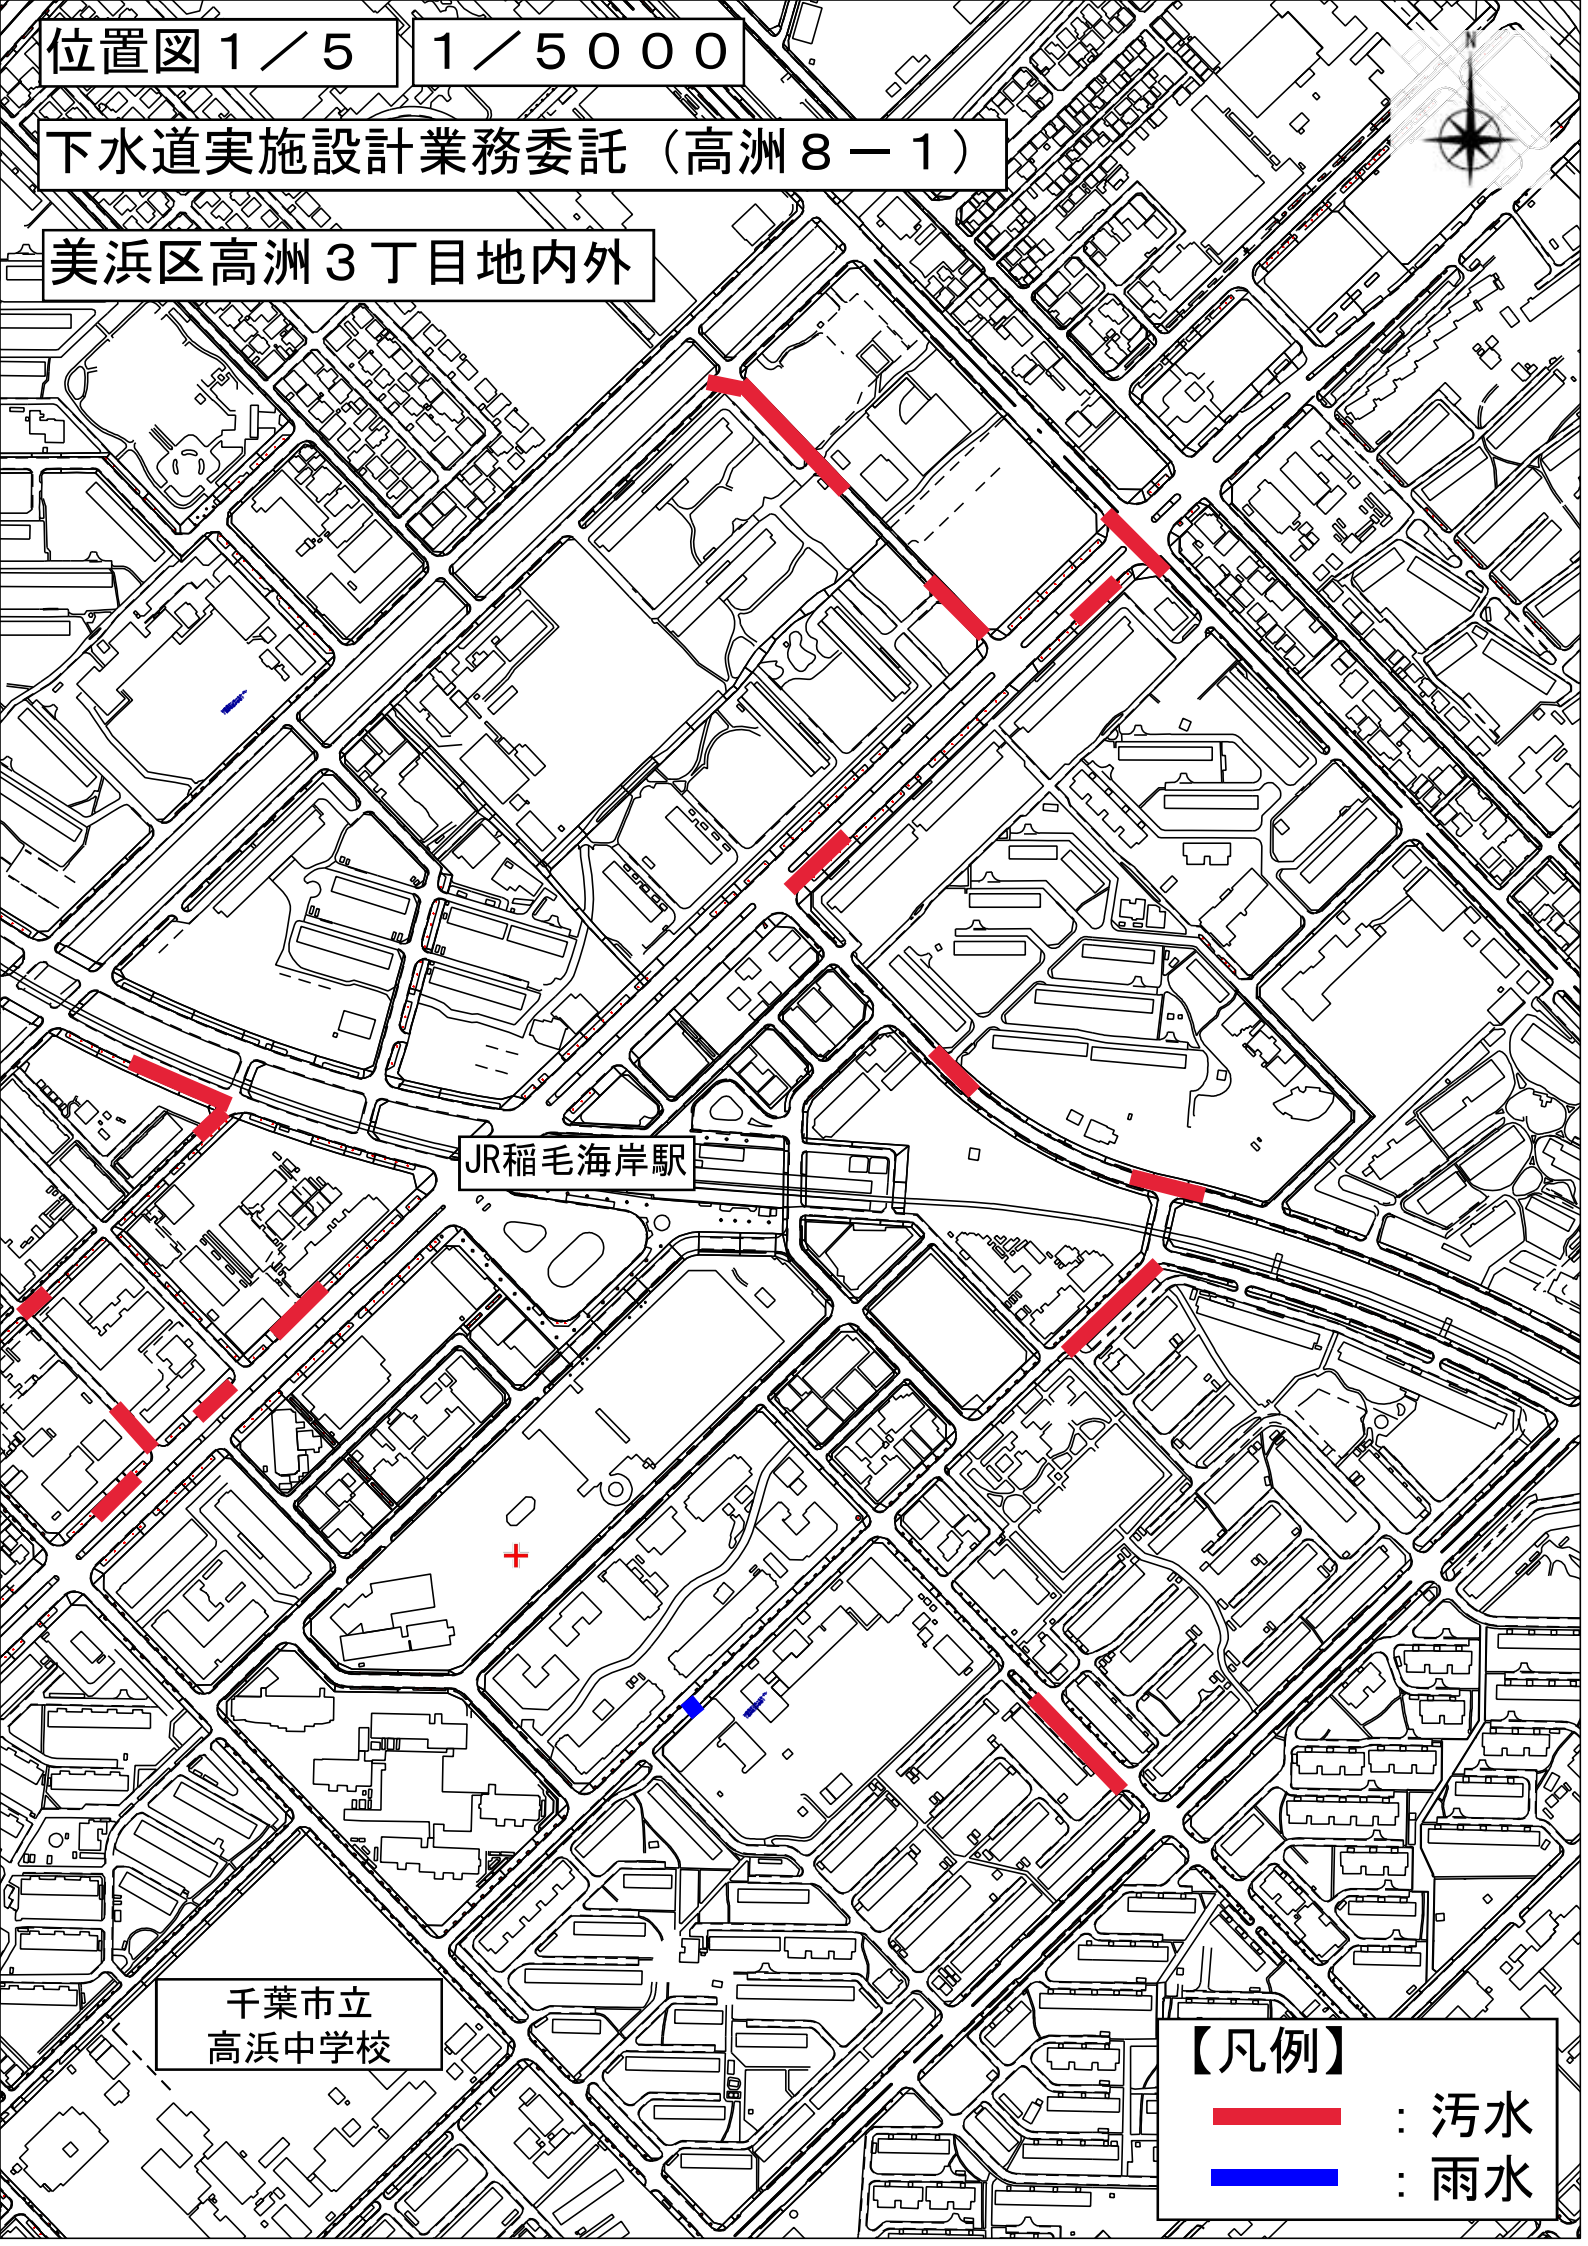 位置図１／５
１／５０００
N
下水道実施設計業務委託（高洲８－１）
美浜区高洲３丁目地内外
JR稲毛海岸駅
千葉市立
高浜中学校
【凡例】
：汚水
：雨水